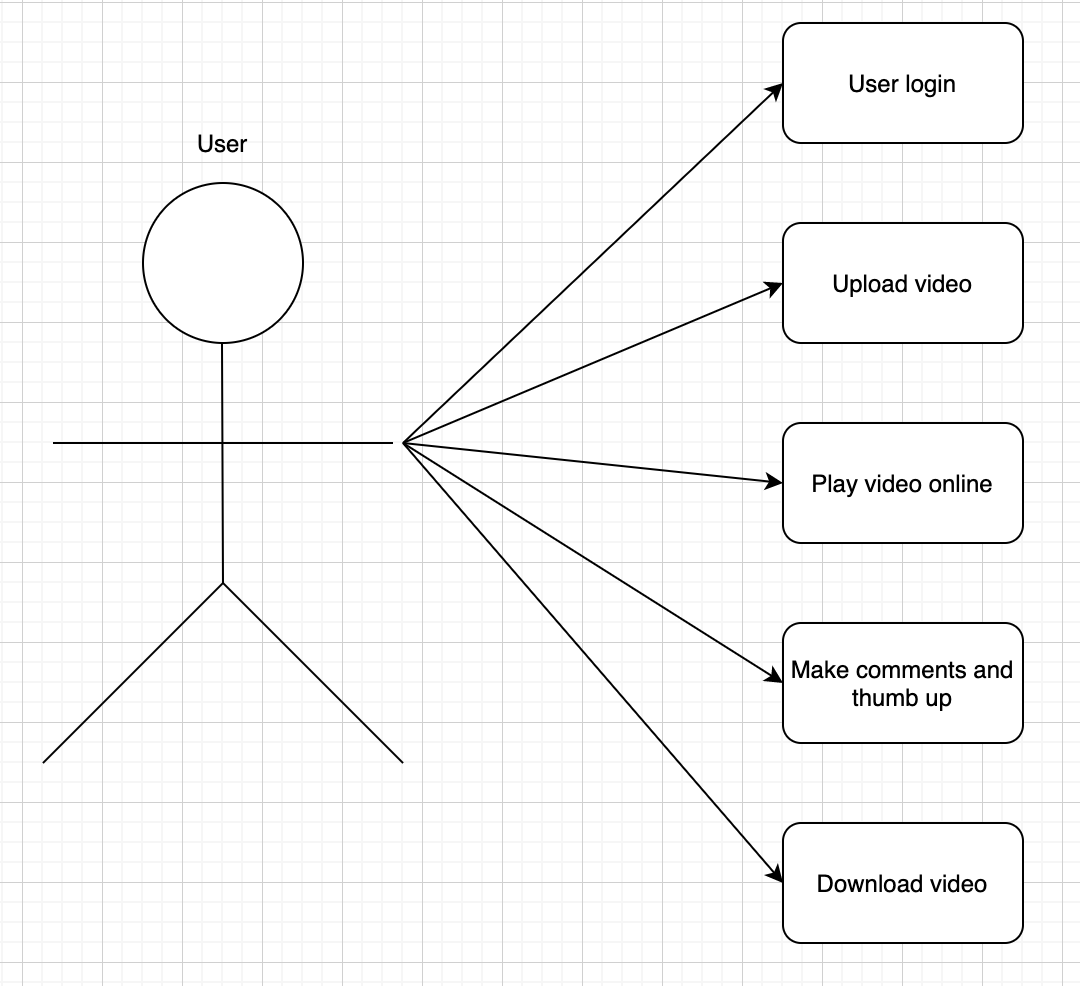 User login
User
Upload video
Play video online
Make comments and
thumb up
Download video